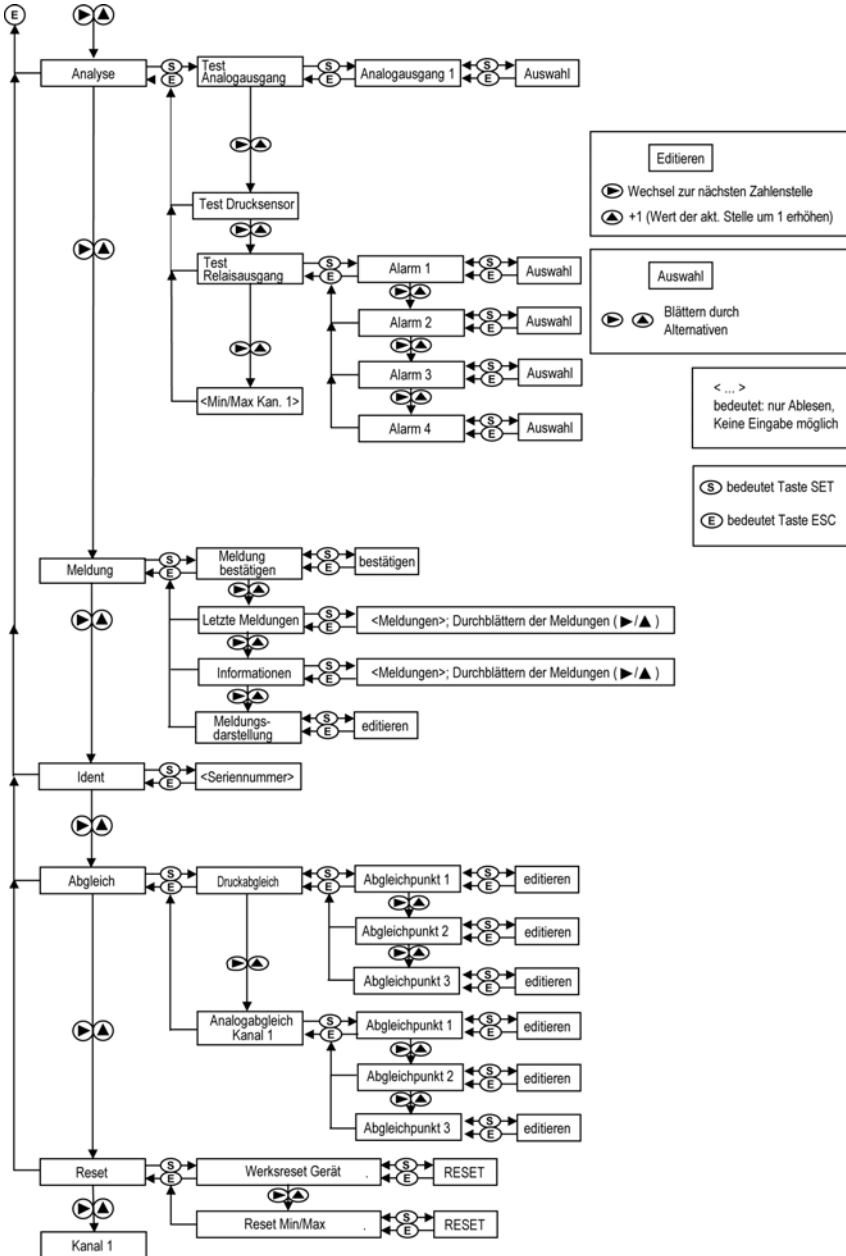 E
▶ ▲
Analyse
S
E
Test
Analogausgang
S
E
Analogausgang 1
S
E
Auswahl
▶ ▲
Test Drucksensor
▶ ▲
Test
Relaisausgang
S
E
Alarm 1
S
E
Auswahl
▶ ▲
Alarm 2
S
E
Auswahl
▶ ▲
Alarm 3
S
E
Auswahl
▶ ▲
Alarm 4
S
E
Auswahl
▶ ▲
<Min/Max Kan. 1>
▶ ▲
Editieren
▶ Wechsel zur nächsten Zahlenstelle
▲ +1 (Wert der akt. Stelle um 1 erhöhen)
Auswahl
▶ ▲ Blättern durch
Alternativen
< ... >
bedeutet: nur Ablesen,
Keine Eingabe möglich
S bedeutet Taste SET
E bedeutet Taste ESC
Meldung
S
E
Meldung
bestätigen
S
E
bestätigen
▶ ▲
Letzte Meldungen
S
E
<Meldungen>; Durchblättern der Meldungen ( ▶/▲ )
▶ ▲
Informationen
S
E
<Meldungen>; Durchblättern der Meldungen ( ▶/▲ )
▶ ▲
Meldungs-
darstellung
S
E
editieren
▶ ▲
Ident
S
E
<Seriennummer>
▶ ▲
Abgleich
S
E
Druckabgleich
S
E
Abgleichpunkt 1
S
E
editieren
▶ ▲
Abgleichpunkt 2
S
E
editieren
▶ ▲
Abgleichpunkt 3
S
E
editieren
▶ ▲
Analogabgleich
Kanal 1
S
E
Abgleichpunkt 1
S
E
editieren
▶ ▲
Abgleichpunkt 2
S
E
editieren
▶ ▲
Abgleichpunkt 3
S
E
editieren
▶ ▲
Reset
S
E
Werksreset Gerät .
S
E
RESET
▶ ▲
Reset Min/Max .
S
E
RESET
▶ ▲
Kanal 1